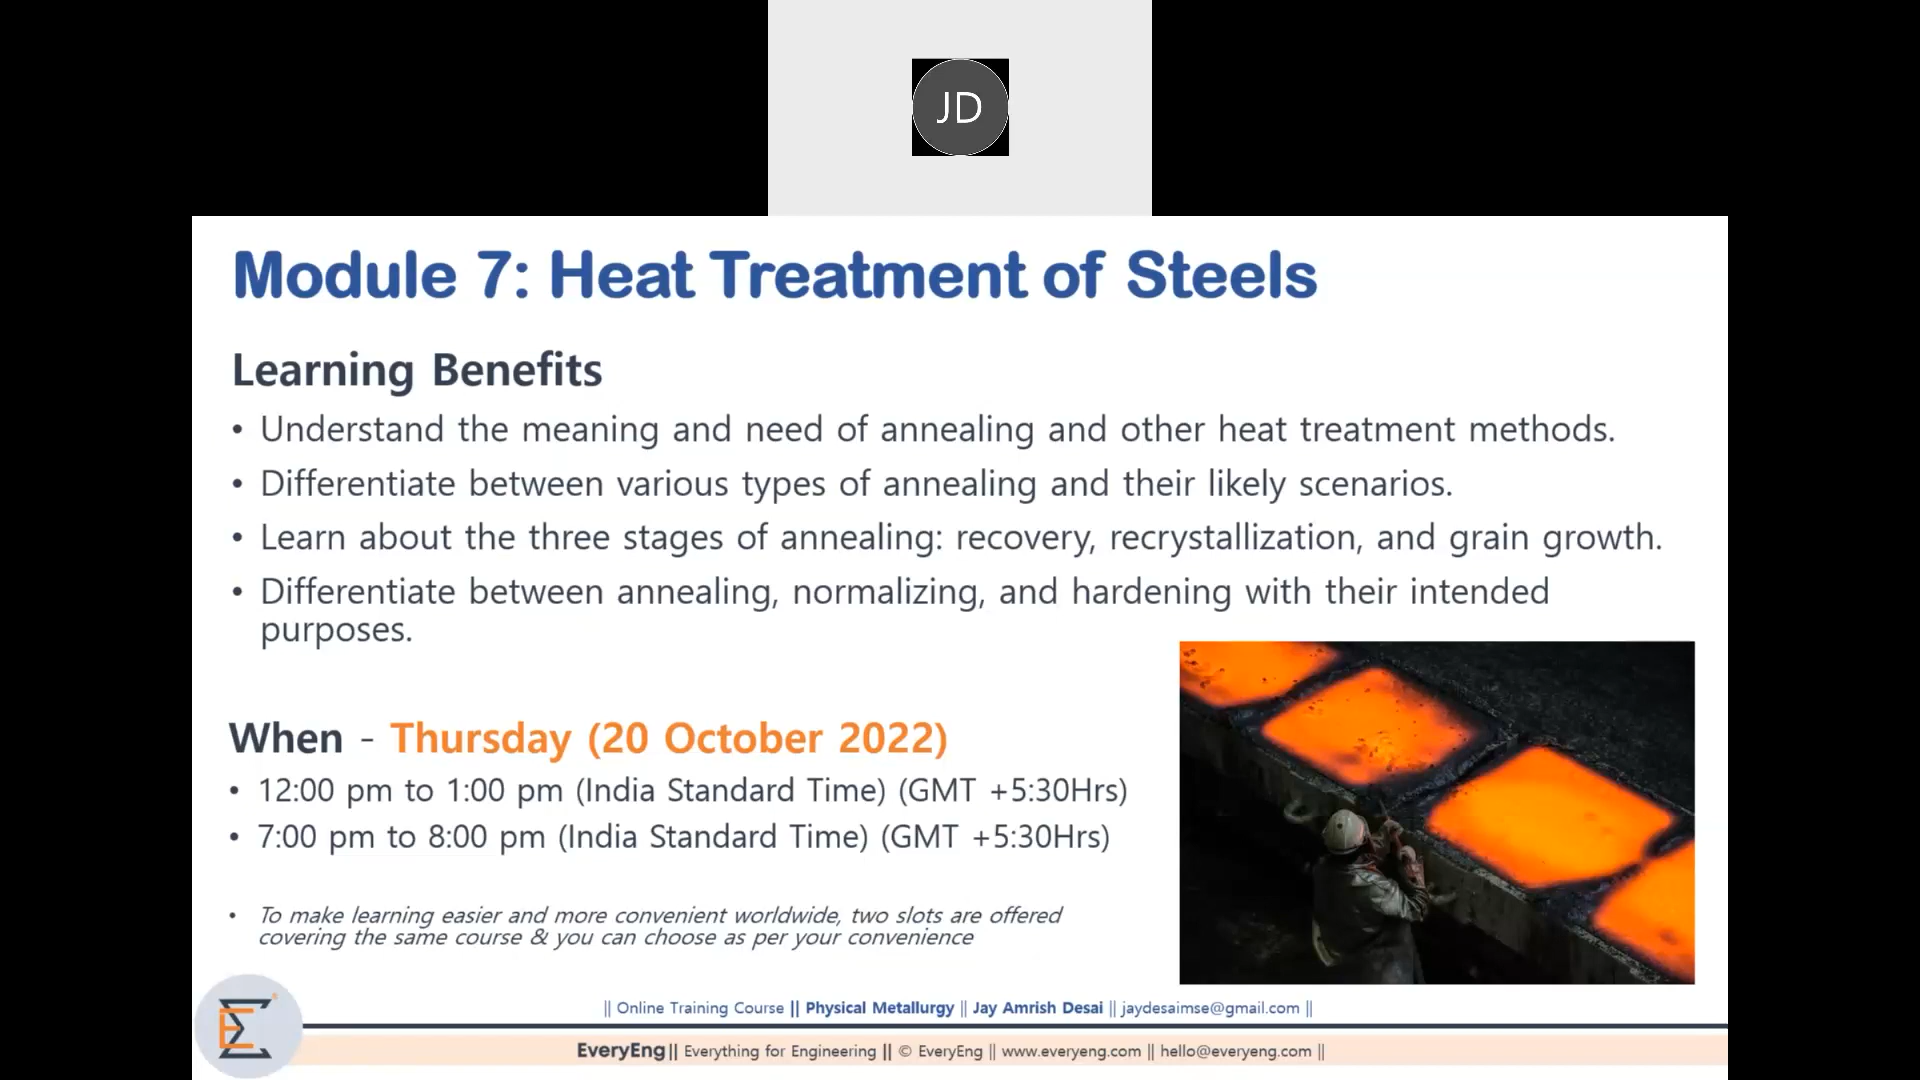 JD
Module 7: Heat Treatment of Steels
Learning Benefits
• Understand the meaning and need of annealing and other heat treatment methods.
• Differentiate between various types of annealing and their likely scenarios.
• Learn about the three stages of annealing: recovery, recrystallization, and grain growth.
• Differentiate between annealing, normalizing, and hardening with their intended
purposes.
When - Thursday (20 October 2022)
• 12:00 pm to 1:00 pm (India Standard Time) (GMT +5:30Hrs)
• 7:00 pm to 8:00 pm (India Standard Time) (GMT +5:30Hrs)
• To make learning easier and more convenient worldwide, two slots are offered
covering the same course & you can choose as per your convenience
|| Online Training Course || Physical Metallurgy || Jay Amrish Desai || jaydesaimse@gmail.com ||
EveryEng || Everything for Engineering || © EveryEng || www.everyeng.com || hello@everyeng.com ||